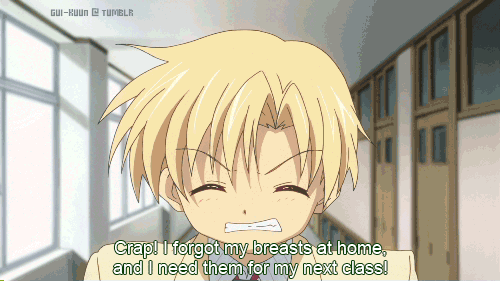 GUI-KUUN @ TUMBLR
Crap! I forgot my breasts at home,
and I need them for my next class!